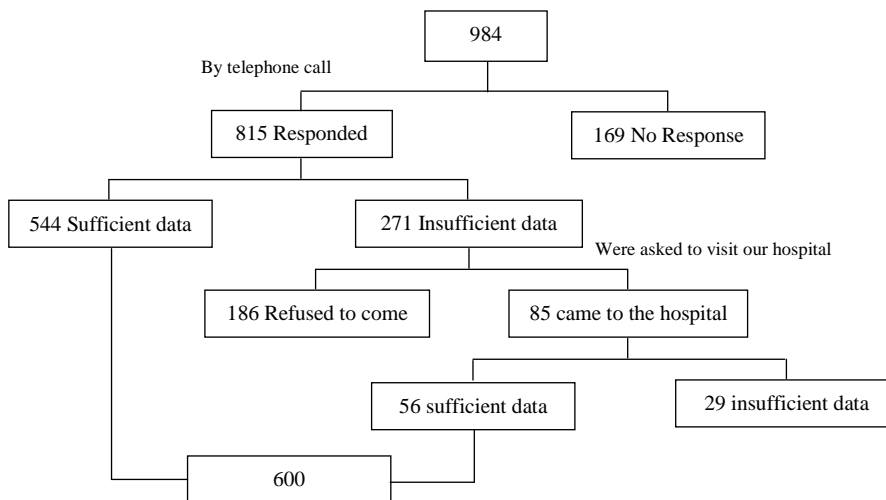 984
By telephone call
815 Responded
169 No Response
544 Sufficient data
271 Insufficient data
Were asked to visit our hospital
186 Refused to come
85 came to the hospital
56 sufficient data
29 insufficient data
600